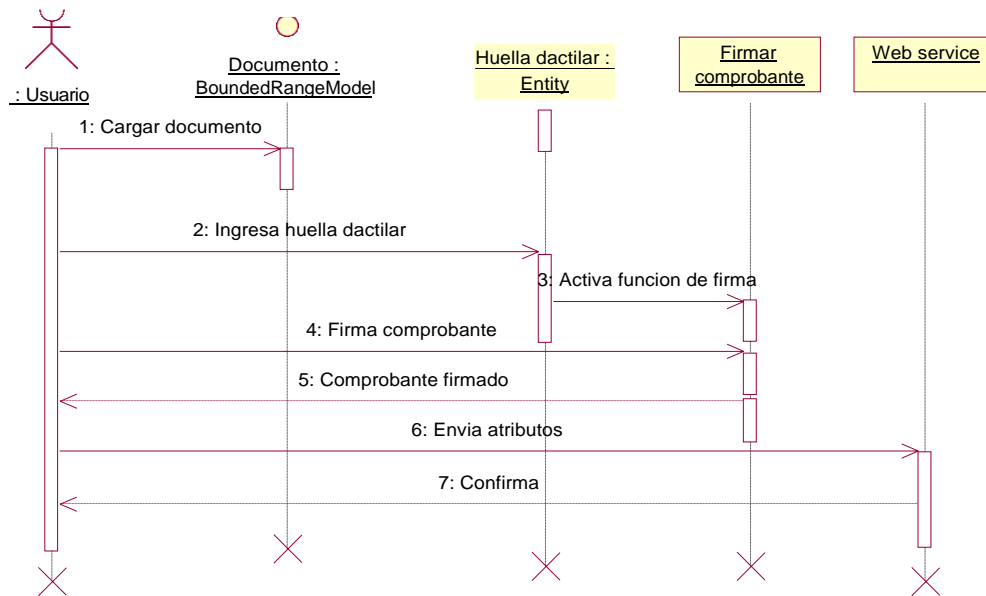 : Usuario
Documento :
BoundedRangeModel
Huella dactilar :
Entity
Firmar
comprobante
Web service
1: Cargar documento
2: Ingresa huella dactilar
3: Activa funcion de firma
4: Firma comprobante
5: Comprobante firmado
6: Envia atributos
7: Confirma